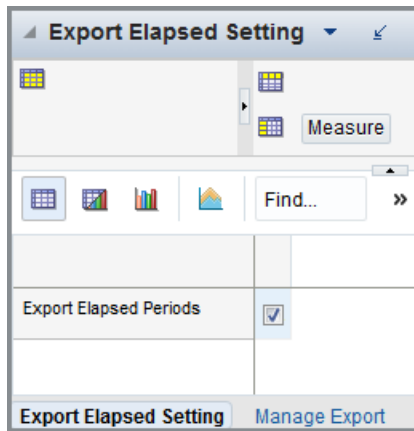 Export Elapsed Setting
Measure
Find...
Export Elapsed Periods
Export Elapsed Setting Manage Export